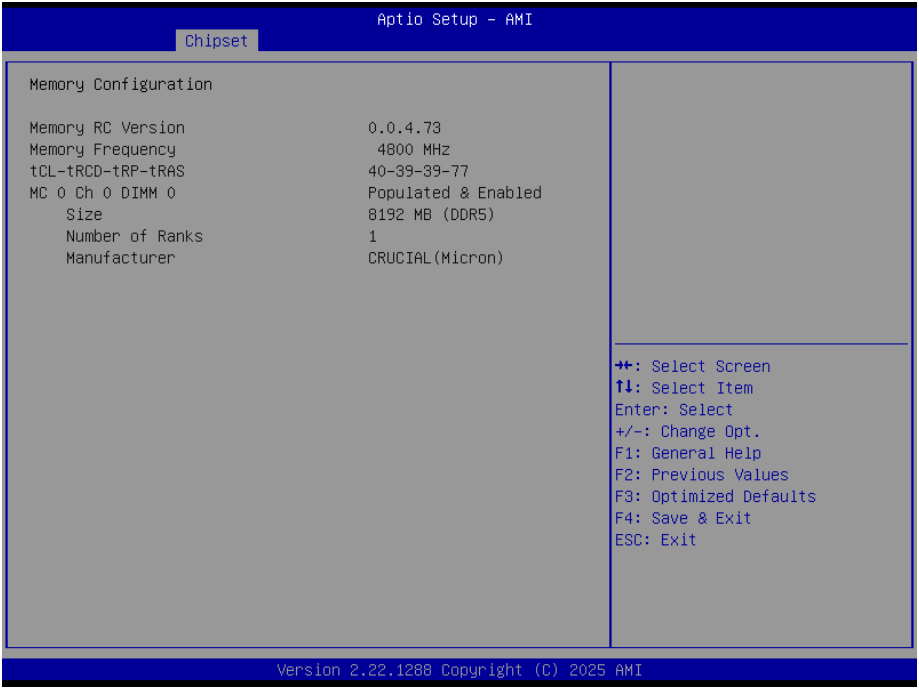 Aptio Setup – AMI
Chipset
Memory Configuration
Memory RC Version 0.0.4.73
Memory Frequency 4800 MHz
tCL-tRCD-tRP-tRAS 40-39-39-77
MC 0 Ch 0 DIMM 0 Populated & Enabled
Size 8192 MB (DDR5)
Number of Ranks 1
Manufacturer CRUCIAL(Micron)
→←: Select Screen
↑↓: Select Item
Enter: Select
+/-: Change Opt.
F1: General Help
F2: Previous Values
F3: Optimized Defaults
F4: Save & Exit
ESC: Exit
Version 2.22.1288 Copyright (C) 2025 AMI